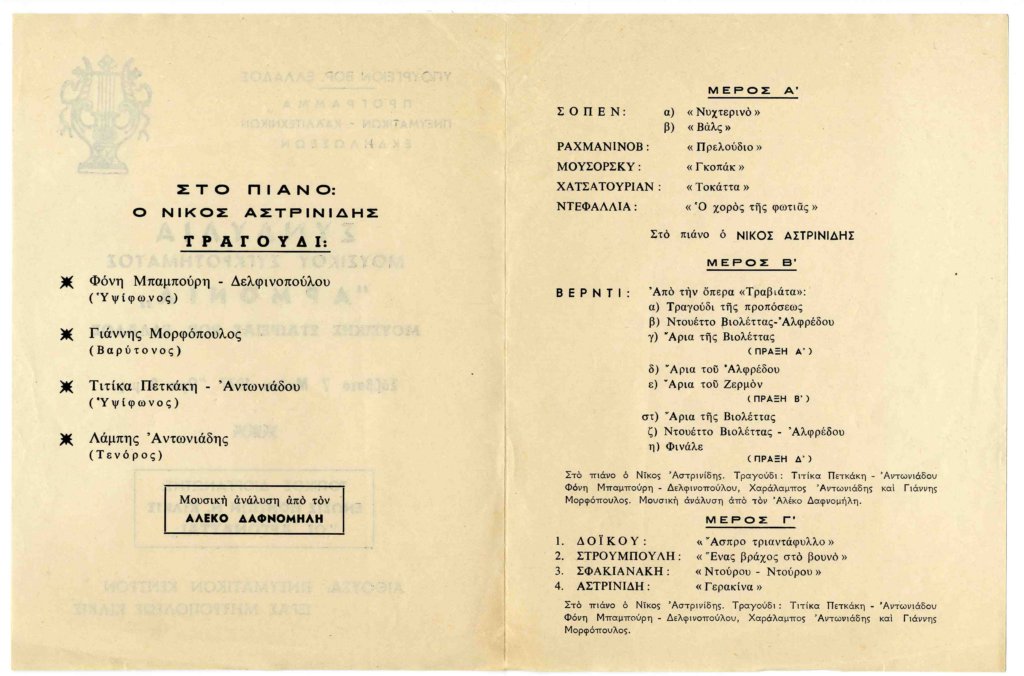 ΣΤΟ ΠΙΑΝΟ:
Ο ΝΙΚΟΣ ΑΣΤΡΙΝΙΔΗΣ
ΤΡΑΓΟΥΔΙ:
Φόνη Μπαμπούρη - Δελφινοπούλου
(Ὑψίφωνος)
Γιάννης Μορφόπουλος
(Βαρύτονος)
Τιτίκα Πετκάκη - Ἀντωνιάδου
(Ὑψίφωνος)
Λάμπης Ἀντωνιάδης
(Τενόρος)
Μουσικὴ ἀνάλυση ἀπὸ τὸν
ΑΛΕΚΟ ΔΑΦΝΟΜΗΛΗ
ΜΕΡΟΣ Α'
ΣΟΠΕΝ: α) «Νυχτερινὸ»
β) «Βὰλς»
ΡΑΧΜΑΝΙΝΟΒ: «Πρελούδιο»
ΜΟΥΣΟΡΣΚΥ: «Γκοπάκ»
ΧΑΤΣΑΤΟΥΡΙΑΝ: «Τοκάττα»
ΝΤΕΦΑΛΛΙΑ: «Ὁ χορὸς τῆς φωτιᾶς»
Στὸ πιάνο ὁ ΝΙΚΟΣ ΑΣΤΡΙΝΙΔΗΣ
ΜΕΡΟΣ Β'
ΒΕΡΝΤΙ: Ἀπὸ τὴν ὄπερα «Τραβιάτα»:
α) Τραγούδι τῆς προπόσεως
β) Ντουέττο Βιολέττας-Ἀλφρέδου
γ) Ἄρια τῆς Βιολέττας
(ΠΡΑΞΗ Α')
δ) Ἄρια τοῦ Ἀλφρέδου
ε) Ἄρια τοῦ Ζερμὸν
(ΠΡΑΞΗ Β')
στ) Ἄρια τῆς Βιολέττας
ζ) Ντουέττο Βιολέττας - Ἀλφρέδου
η) Φινάλε
(ΠΡΑΞΗ Δ')
Στὸ πιάνο ὁ Νῖκος Ἀστρινίδης. Τραγούδι: Τιτίκα Πετκάκη - Ἀντωνιάδου
Φόνη Μπαμπούρη - Δελφινοπούλου, Χαράλαμπος Ἀντωνιάδης καὶ Γιάννης
Μορφόπουλος. Μουσικὴ ἀνάλυση ἀπὸ τὸν Ἀλέκο Δαφνομήλη.
ΜΕΡΟΣ Γ'
1. ΔΟΪΚΟΥ: «Ἄσπρο τριαντάφυλλο»
2. ΣΤΡΟΥΜΠΟΥΛΗ: «Ἕνας βράχος στὸ βουνὸ»
3. ΣΦΑΚΙΑΝΑΚΗ: «Ντούρου - Ντούρου»
4. ΑΣΤΡΙΝΙΔΗ: «Γερακίνα»
Στὸ πιάνο ὁ Νῖκος Ἀστρινίδης. Τραγούδι: Τιτίκα Πετκάκη - Ἀντωνιάδου
Φόνη Μπαμπούρη - Δελφινοπούλου, Χαράλαμπος Ἀντωνιάδης καὶ Γιάννης
Μορφόπουλος.